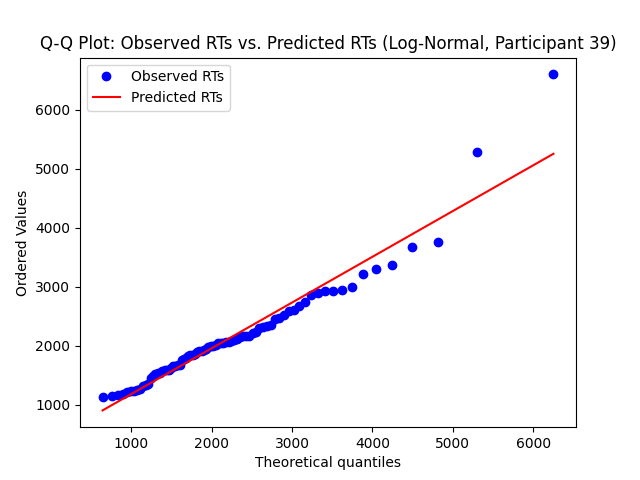 Q-Q Plot: Observed RTs vs. Predicted RTs (Log-Normal, Participant 39)
Observed RTs
Predicted RTs
6000
5000
4000
3000
2000
1000
Ordered Values
1000 2000 3000 4000 5000 6000
Theoretical quantiles